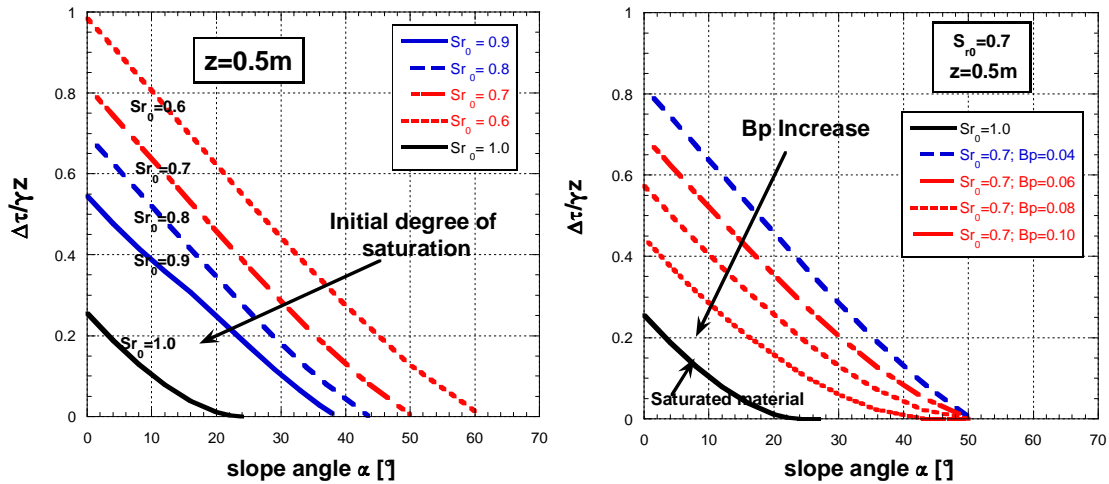 z=0.5m
Sr0 = 0.9
Sr0 = 0.8
Sr0 = 0.7
Sr0 = 0.6
Sr0 = 1.0
Sr0=0.6
Sr0=0.7
Sr0=0.8
Sr0=0.9
Sr0=1.0
Initial degree of
saturation
Δτ/γz
1
0.8
0.6
0.4
0.2
0
0 10 20 30 40 50 60 70
slope angle α [°]
Sr0=0.7
z=0.5m
Sr0=1.0
Sr0=0.7; Bp=0.04
Sr0=0.7; Bp=0.06
Sr0=0.7; Bp=0.08
Sr0=0.7; Bp=0.10
Bp Increase
Saturated material
Δτ/γz
1
0.8
0.6
0.4
0.2
0
0 10 20 30 40 50 60 70
slope angle α [°]